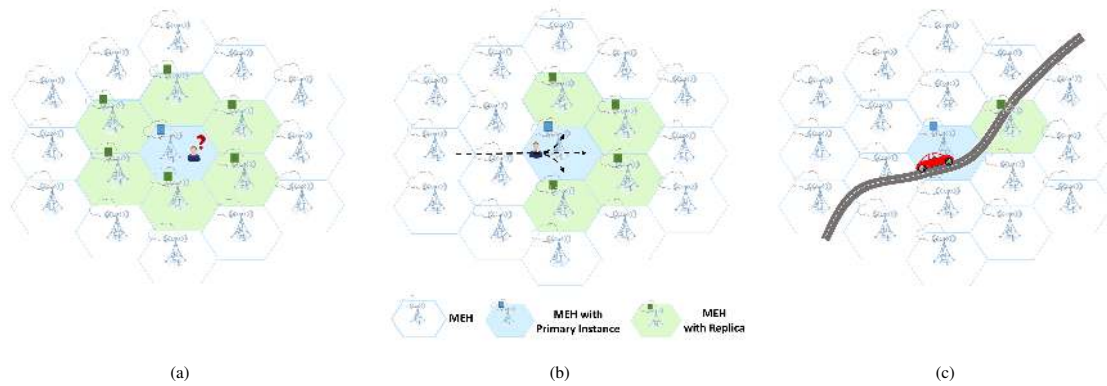 ?
MEH
MEH with
Primary Instance
MEH
with Replica
(a)
(b)
(c)